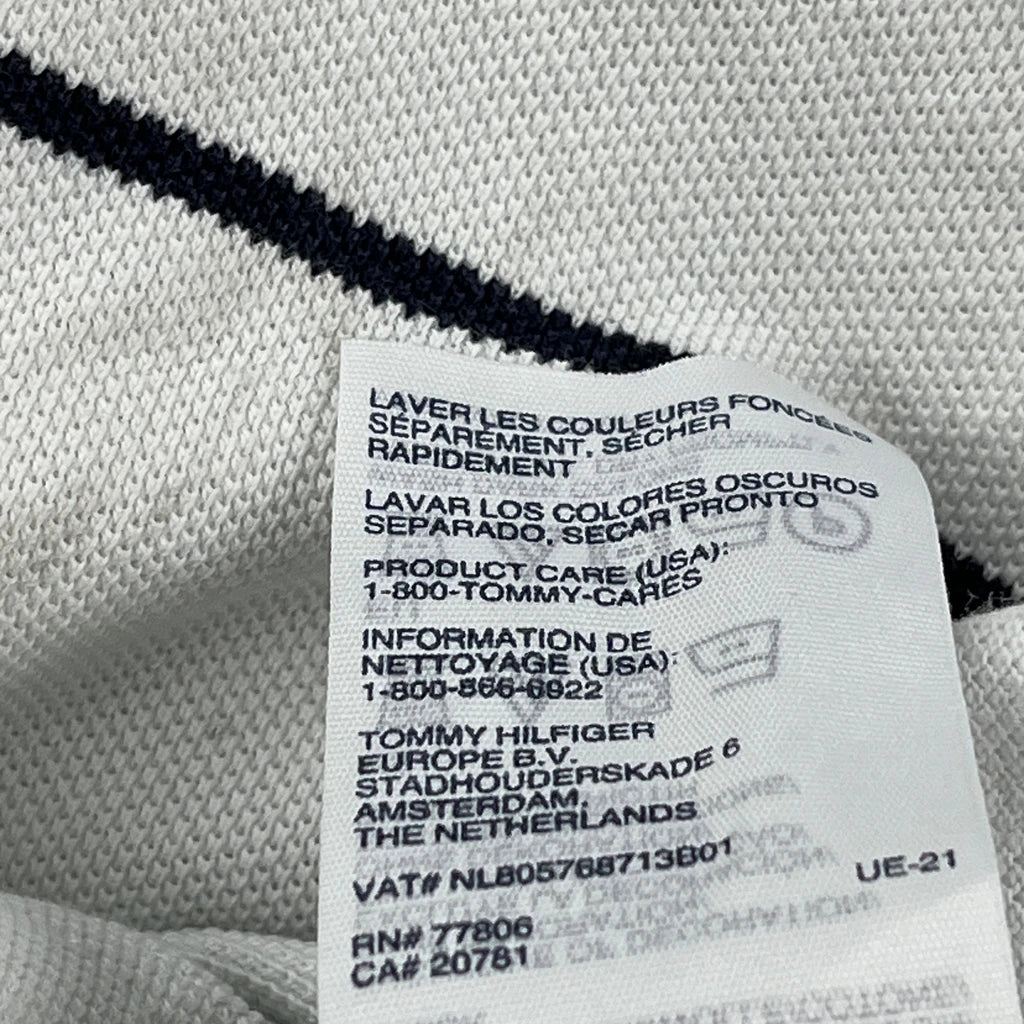 LAVER LES COULEURS FONCÉES
SÉPARÉMENT, SÉCHER
RAPIDEMENT
LAVAR LOS COLORES OSCUROS
SEPARADO, SECAR PRONTO
PRODUCT CARE (USA):
1-800-TOMMY-CARES
INFORMATION DE
NETTOYAGE (USA):
1-800-866-6922
TOMMY HILFIGER
EUROPE B.V.
STADHOUDERSKADE 6
AMSTERDAM,
THE NETHERLANDS
VAT# NL805768713B01
UE-21
RN# 77806
CA# 20781